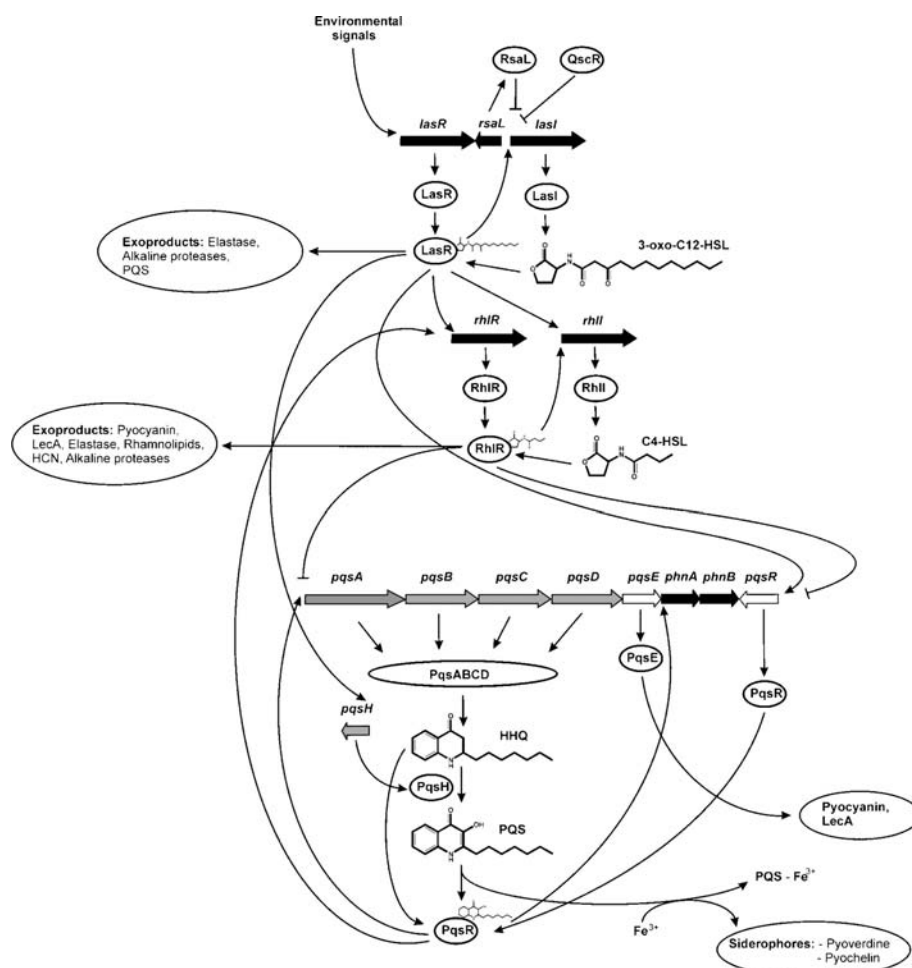 Environmental
signals
RsaL
QscR
lasR
rsaL
lasI
LasR
LasI
Exoproducts: Elastase,
Alkaline proteases,
PQS
LasR
3-oxo-C12-HSL
O
O
N
H
O
O
rhlR
rhlI
RhlR
RhlI
Exoproducts: Pyocyanin,
LecA, Elastase, Rhamnolipids,
HCN, Alkaline proteases
RhlR
C4-HSL
O
O
H
N
O
pqsA
pqsB
pqsC
pqsD
pqsE
phnA
phnB
pqsR
PqsABCD
PqsE
PqsR
pqsH
HHQ
O
N
H
PqsH
PQS
O
OH
N
H
Pyocyanin,
LecA
PQS - Fe3+
PqsR
Fe3+
Siderophores: - Pyoverdine
- Pyochelin